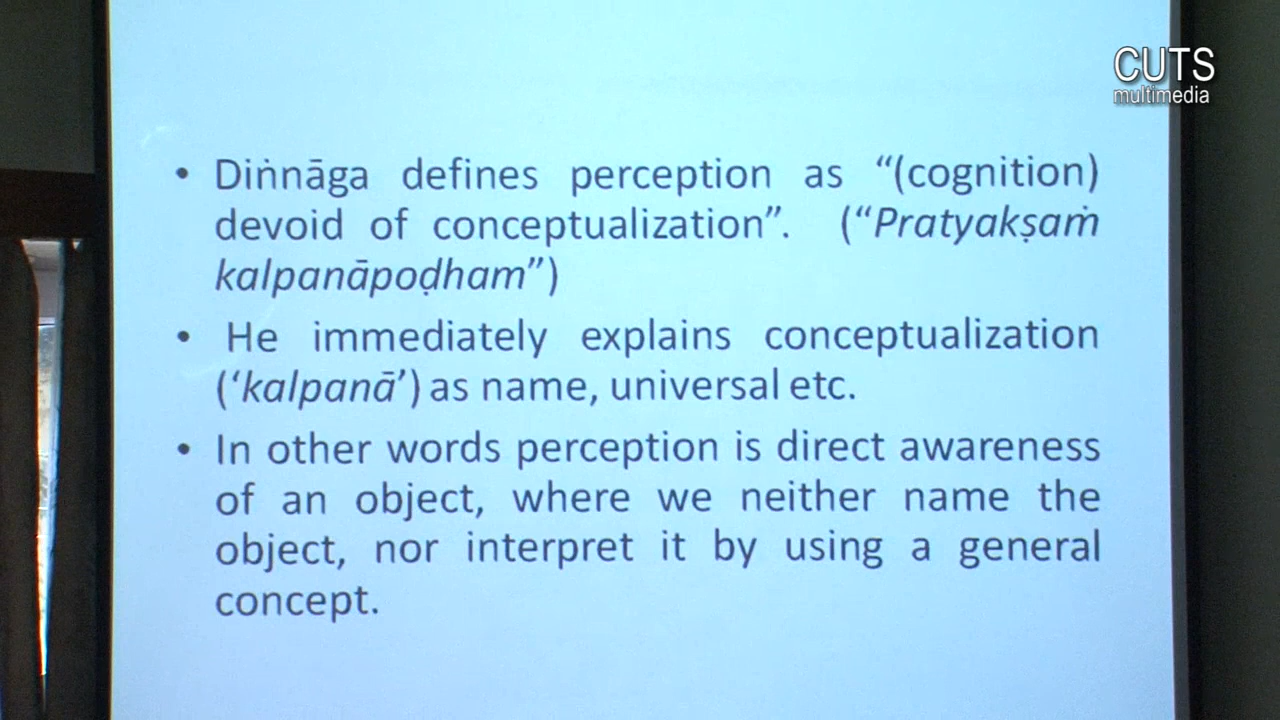 CUTS
multimedia
• Diṅnāga defines perception as “(cognition)
devoid of conceptualization”. (“Pratyakṣaṁ
kalpanāpoḍham”)
• He immediately explains conceptualization
(‘kalpanā’) as name, universal etc.
• In other words perception is direct awareness
of an object, where we neither name the
object, nor interpret it by using a general
concept.